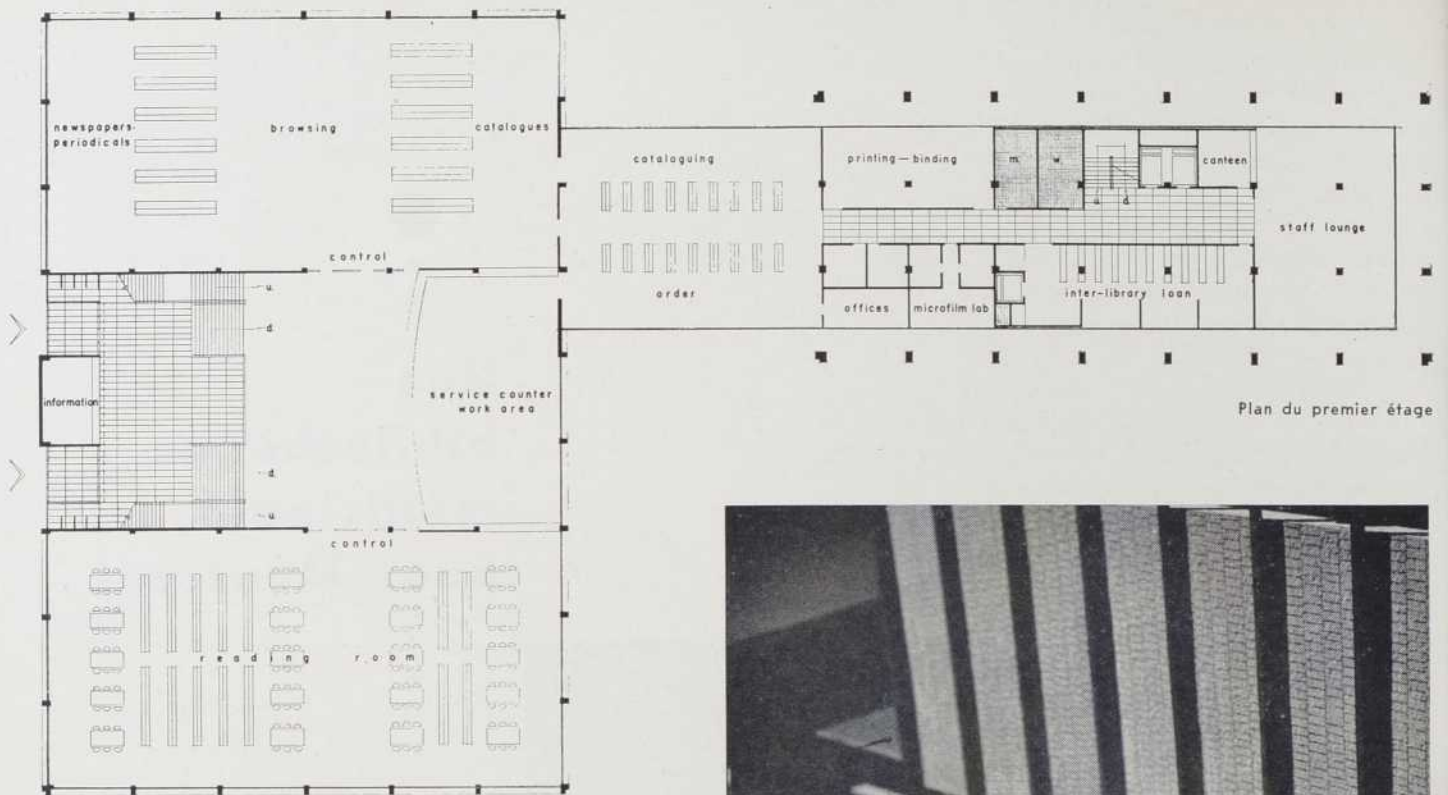 newspapers
periodicals
browsing
catalogues
control
u.
d.
information
service counter
work area
d.
u.
control
reading room
cataloguing
order
printing — binding
m.
w.
u.
d.
canteen
staff lounge
offices
microfilm lab
inter-library loan
Plan du premier étage